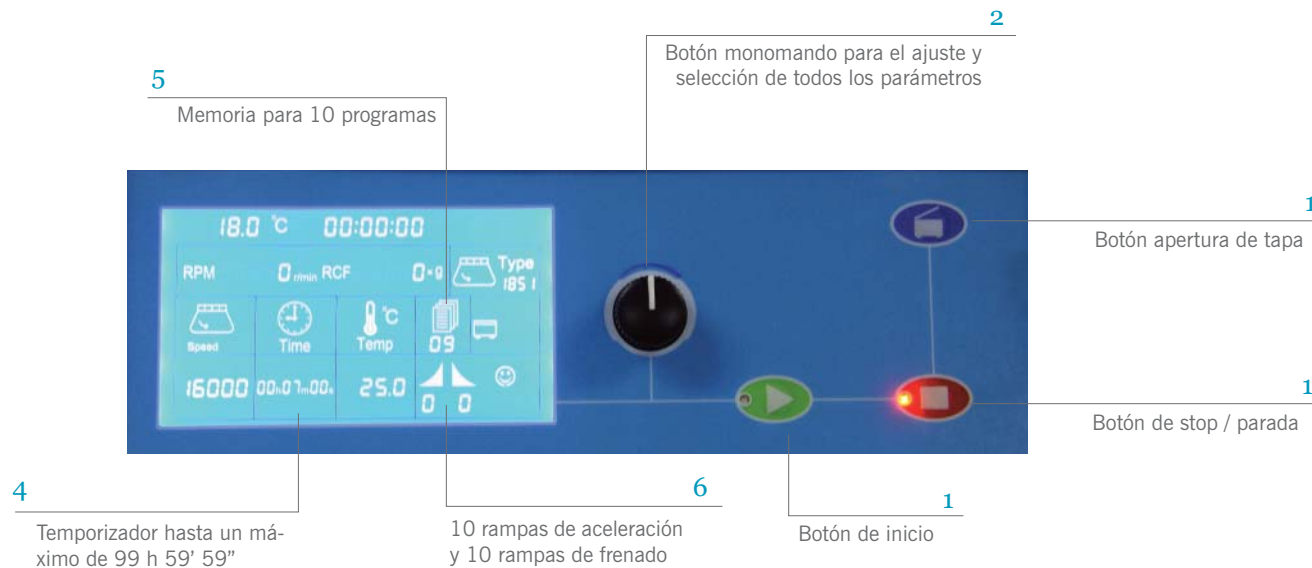 2
Botón monomando para el ajuste y
selección de todos los parámetros
5
Memoria para 10 programas
18.0 °C 00:00:00
RPM 0 r/min RCF 0×g Type
1851
Speed Time °C Temp 09
16000 00h07m00s 25.0
0 0
1
Botón apertura de tapa
1
Botón de stop / parada
4
Temporizador hasta un má-
ximo de 99 h 59’ 59”
6
10 rampas de aceleración
y 10 rampas de frenado
1
Botón de inicio